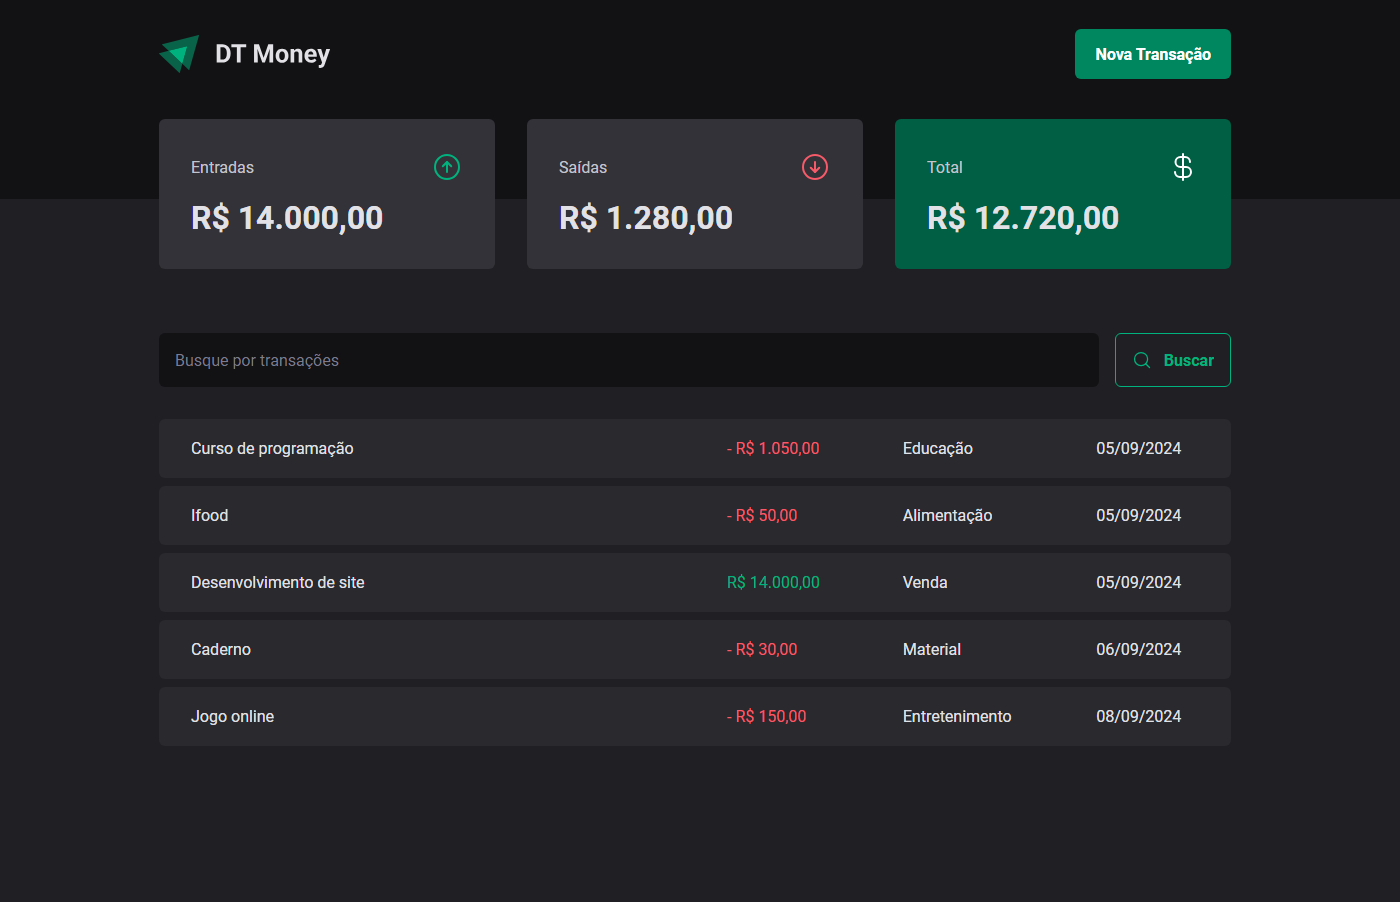 DT Money
Nova Transação
Entradas
R$ 14.000,00
Saídas
R$ 1.280,00
Total
R$ 12.720,00
Busque por transações
Buscar
Curso de programação - R$ 1.050,00 Educação 05/09/2024
Ifood - R$ 50,00 Alimentação 05/09/2024
Desenvolvimento de site R$ 14.000,00 Venda 05/09/2024
Caderno - R$ 30,00 Material 06/09/2024
Jogo online - R$ 150,00 Entretenimento 08/09/2024